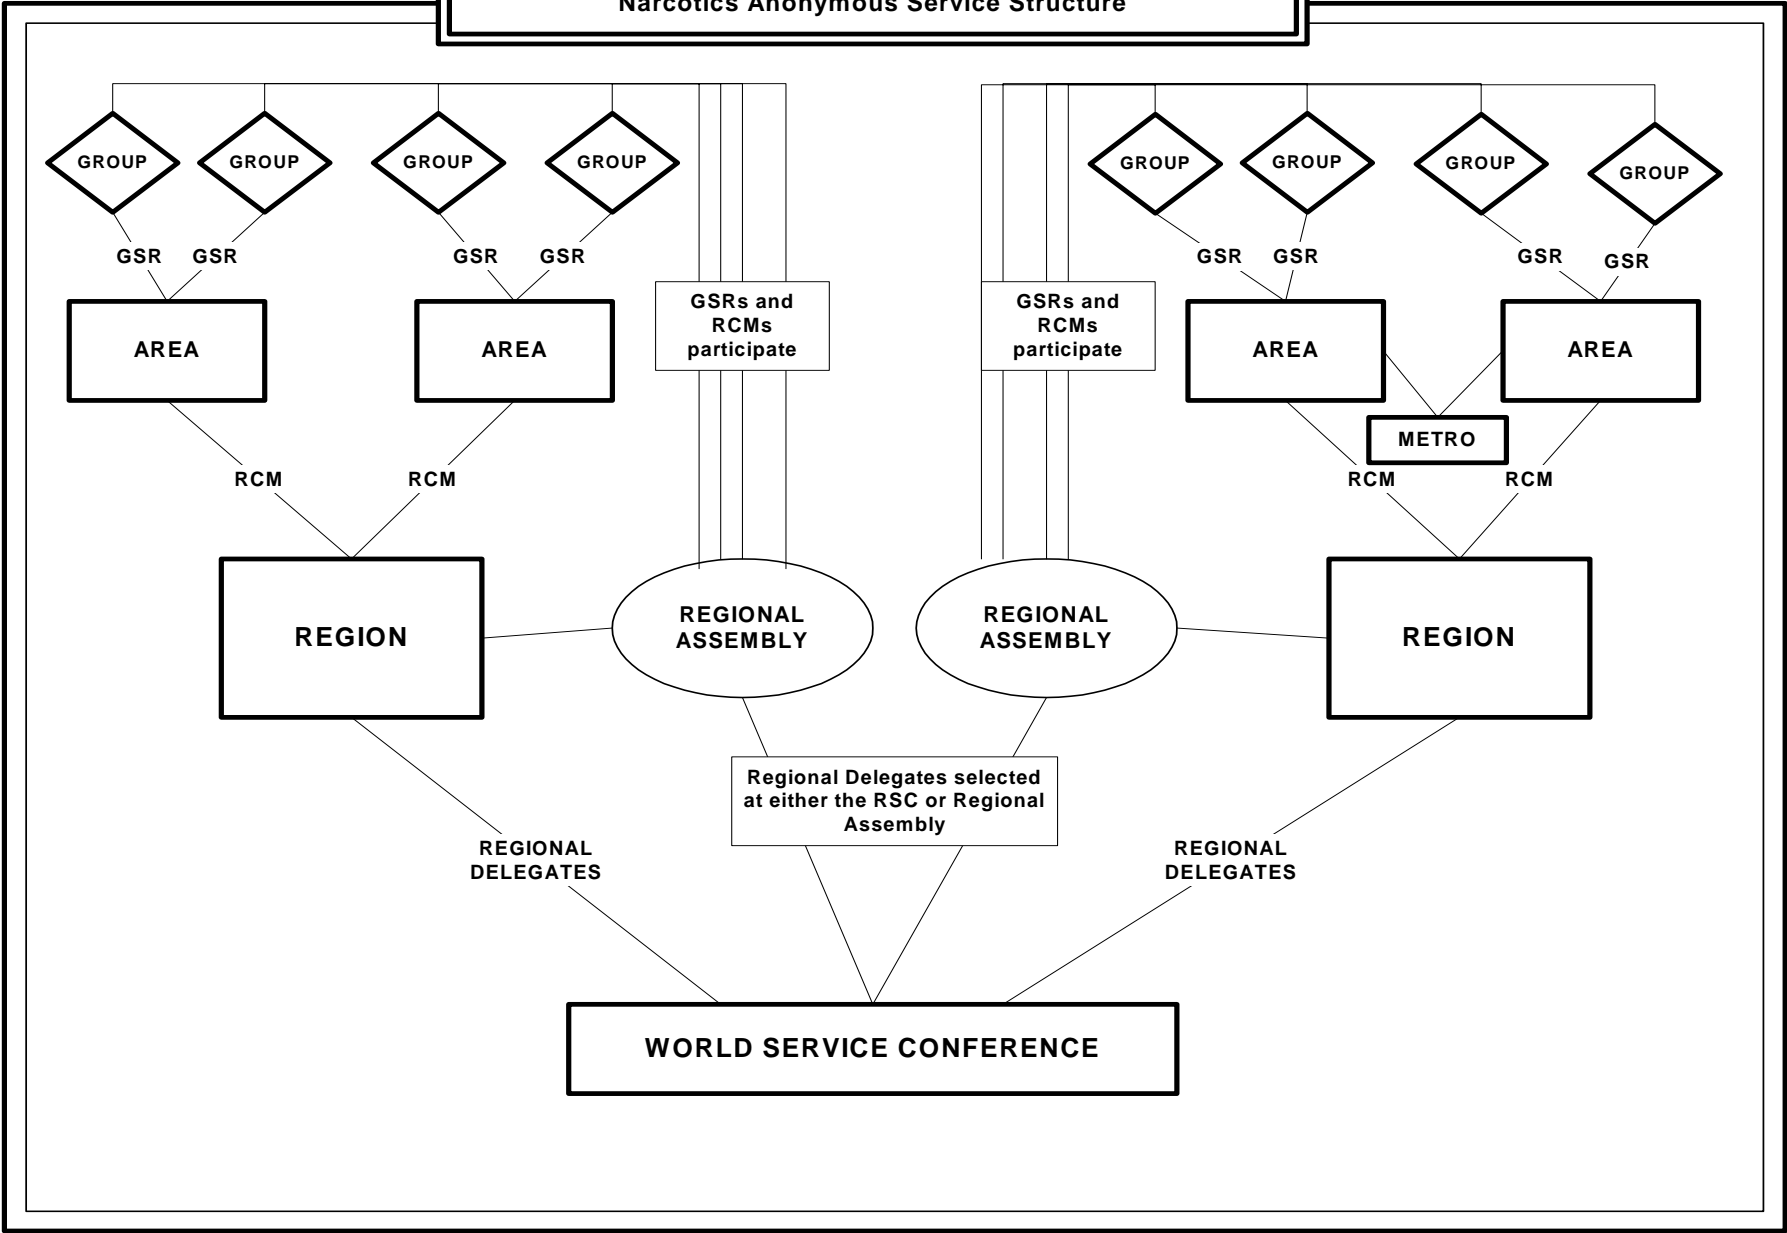 Narcotics Anonymous Service Structure
GROUP GROUP GROUP GROUP GROUP GROUP GROUP GROUP
GSR GSR GSR GSR GSR GSR GSR GSR
GSRs and
RCMs
participate
GSRs and
RCMs
participate
AREA AREA AREA AREA
METRO
RCM RCM RCM RCM
REGION
REGIONAL
ASSEMBLY
REGIONAL
ASSEMBLY
REGION
Regional Delegates selected
at either the RSC or Regional
Assembly
REGIONAL
DELEGATES
REGIONAL
DELEGATES
WORLD SERVICE CONFERENCE